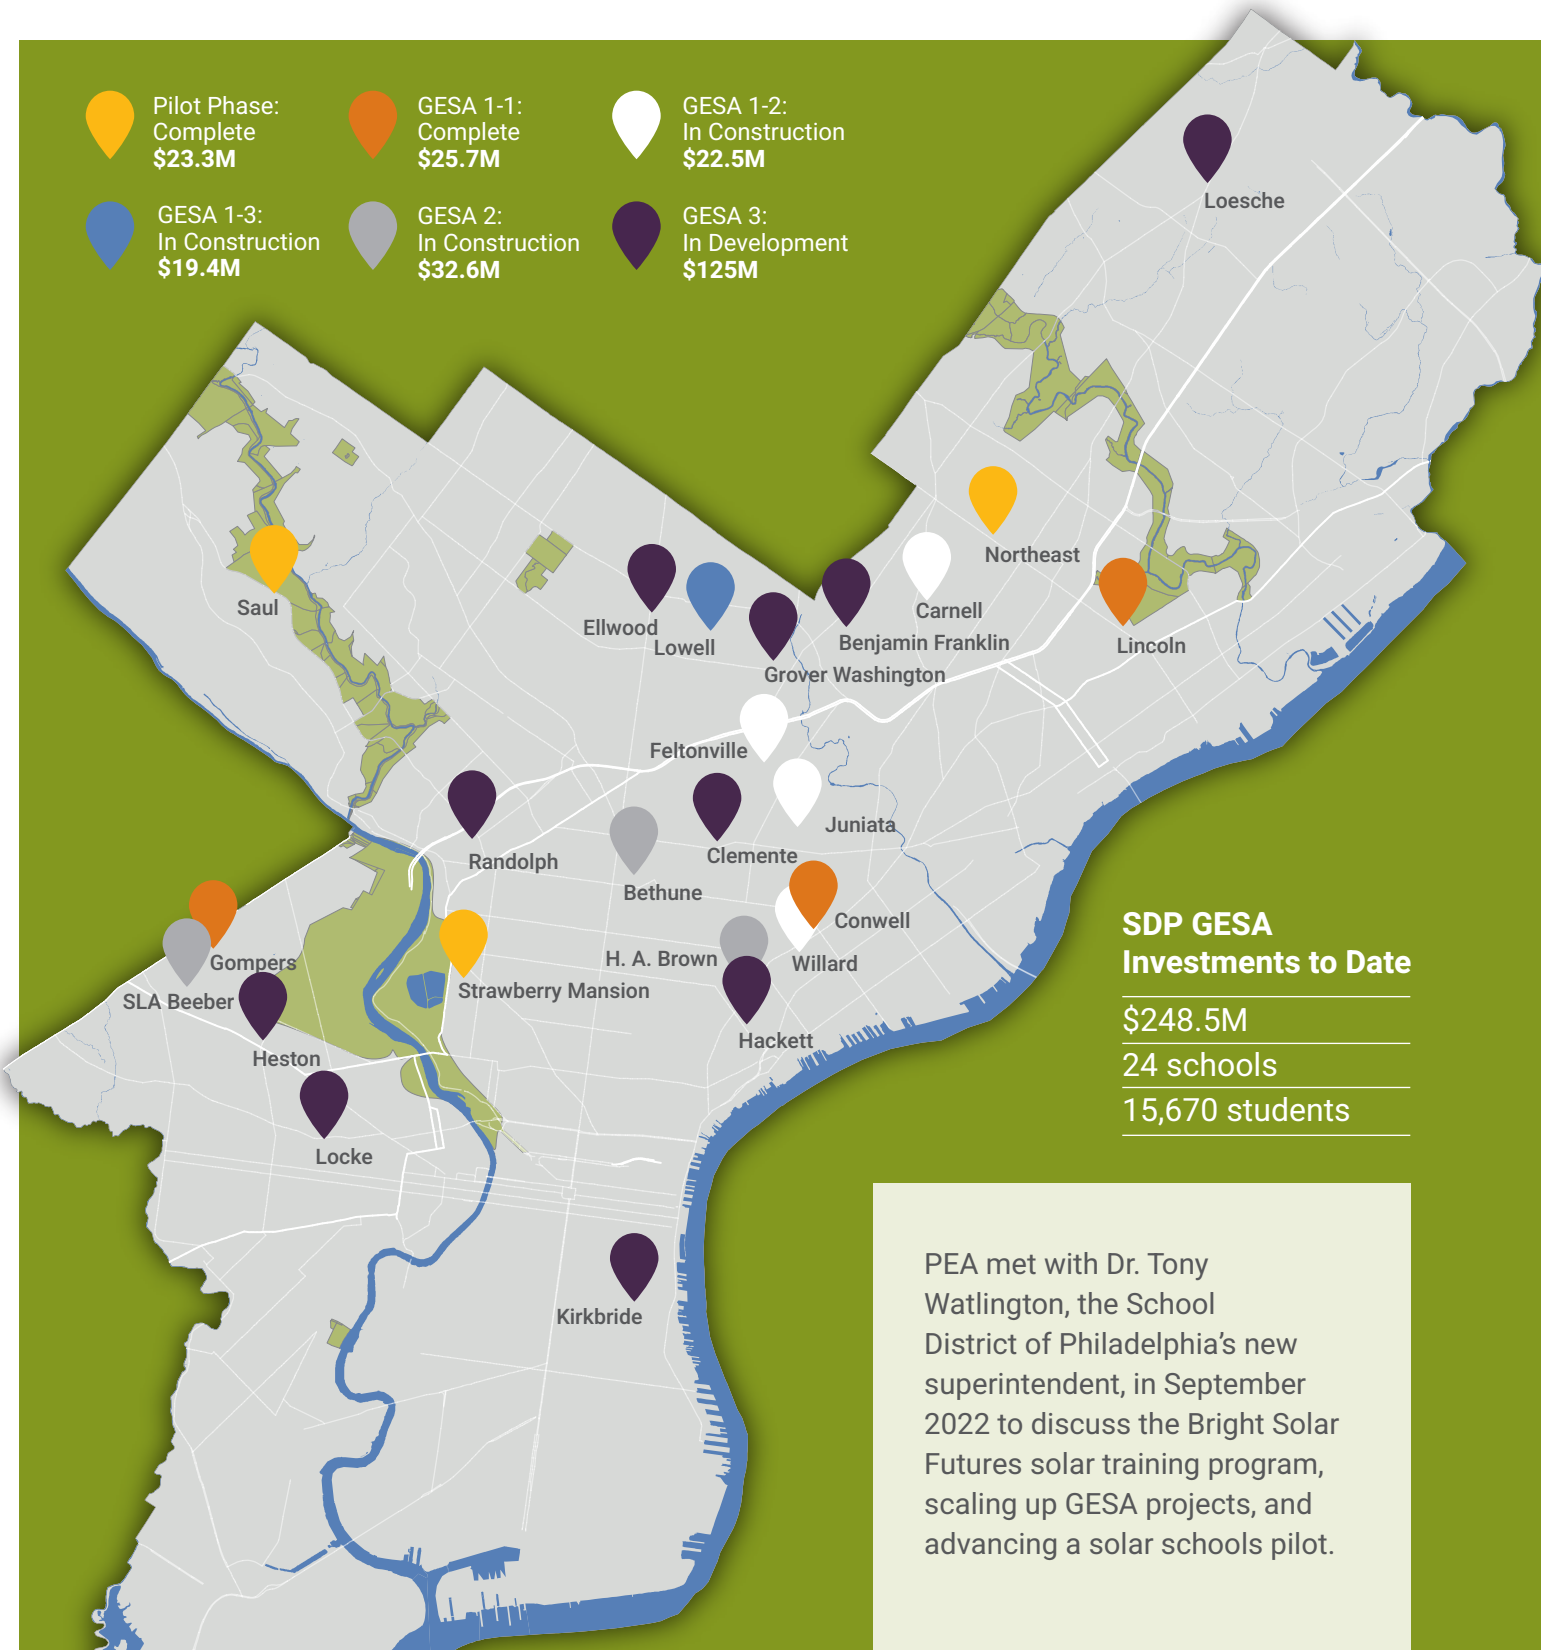 Pilot Phase:
Complete
$23.3M
GESA 1-1:
Complete
$25.7M
GESA 1-2:
In Construction
$22.5M
GESA 1-3:
In Construction
$19.4M
GESA 2:
In Construction
$32.6M
GESA 3:
In Development
$125M
Loesche
Northeast
Saul
Carnell
Ellwood
Benjamin Franklin
Lowell
Lincoln
Grover Washington
Feltonville
Juniata
Clemente
Randolph
Bethune
Conwell
H. A. Brown
Willard
Gompers
Strawberry Mansion
SLA Beeber
Hackett
Heston
Locke
Kirkbride
SDP GESA
Investments to Date
$248.5M
24 schools
15,670 students
PEA met with Dr. Tony
Watlington, the School
District of Philadelphia’s new
superintendent, in September
2022 to discuss the Bright Solar
Futures solar training program,
scaling up GESA projects, and
advancing a solar schools pilot.